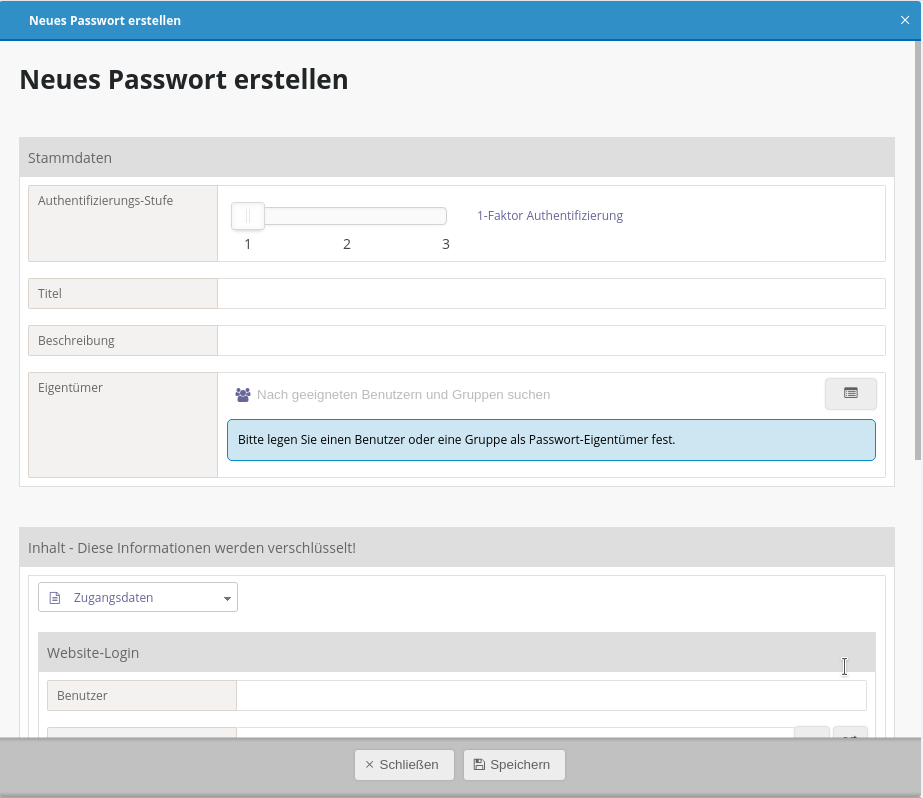 Neues Passwort erstellen
Neues Passwort erstellen
Stammdaten
Authentifizierungs-Stufe
1-Faktor Authentifizierung
1 2 3
Titel
Beschreibung
Eigentümer
Nach geeigneten Benutzern und Gruppen suchen
Bitte legen Sie einen Benutzer oder eine Gruppe als Passwort-Eigentümer fest.
Inhalt - Diese Informationen werden verschlüsselt!
Zugangsdaten
Website-Login
Benutzer
× Schließen
Speichern